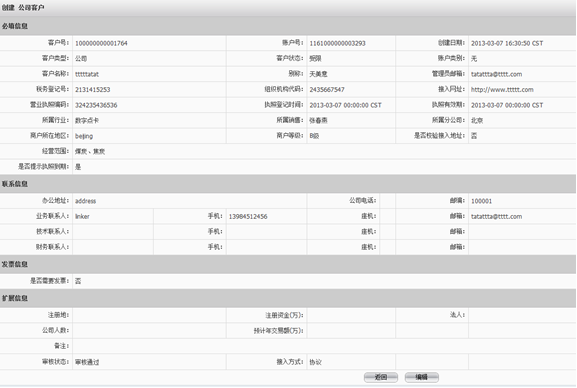 创建 公司客户
必填信息
客户号: 100000000001764 账户号: 1161000000003293 创建日期: 2013-03-07 16:30:50 CST
客户类型: 公司 客户状态: 受限 账户类别: 无
客户名称: ttttttatat 别称: 天美意 管理员邮箱: tatattta@tttt.com
税务登记号: 2131415253 组织机构代码: 2435667547 接入网址: http://www.ttttt.com
营业执照编码: 324235436536 执照登记时间: 2013-03-07 00:00:00 CST 执照有效期: 2013-03-07 00:00:00 CST
所属行业: 数字点卡 所属销售: 张春燕 所属分公司: 北京
商户所在地区: beijing 商户等级: B级 是否校验接入地址: 否
经营范围: 煤炭、焦炭
是否提示执照到期: 是
联系信息
办公地址: address 公司电话: 邮编: 100001
业务联系人: linker 手机: 13984512456 座机: 邮箱: tatattta@tttt.com
技术联系人: 手机: 座机: 邮箱:
财务联系人: 手机: 座机: 邮箱:
发票信息
是否需要发票: 否
扩展信息
注册地: 注册资金(万): 法人:
公司人数: 预计年交易额(万):
备注:
审核状态: 审核通过 接入方式: 协议
返回 编辑